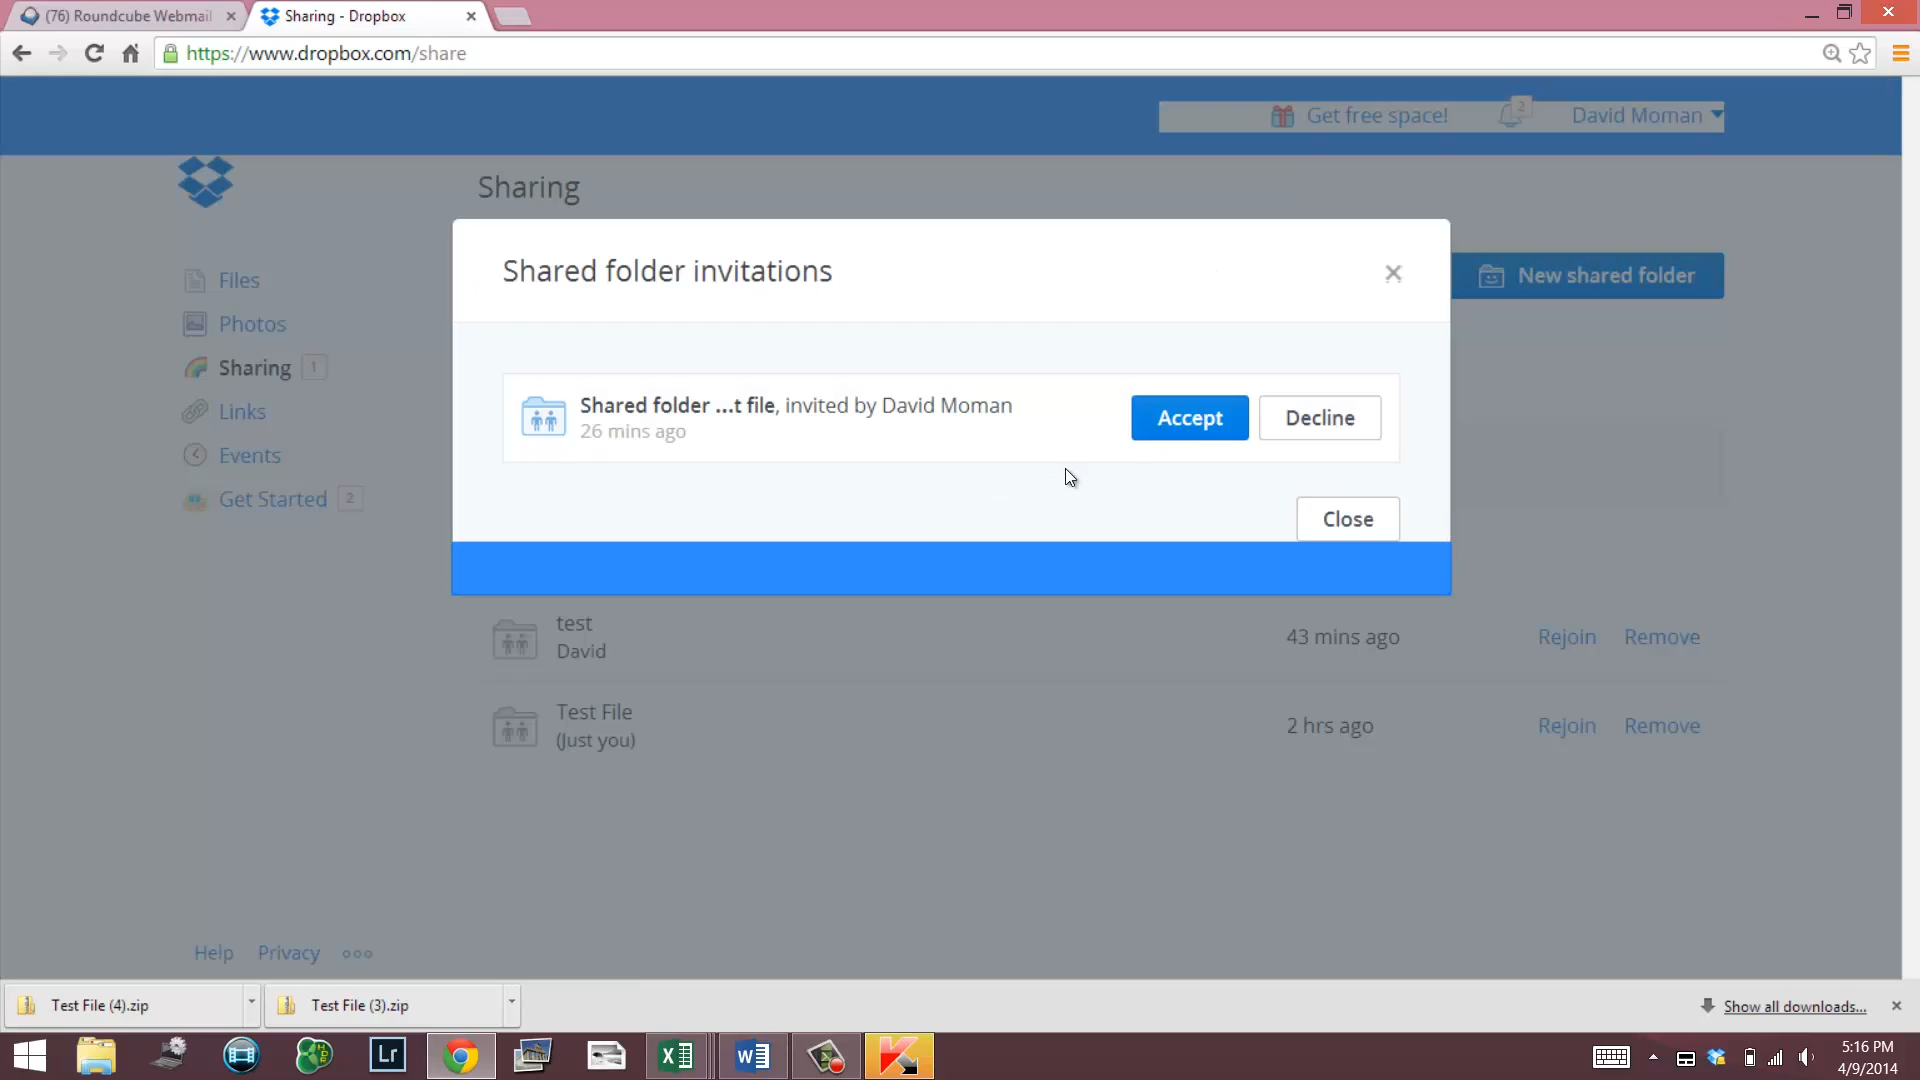 (76) Roundcube Webmail
Sharing - Dropbox
https://www.dropbox.com/share
Get free space!
2
David Moman
Sharing
Shared folder invitations
New shared folder
Files
Photos
Sharing 1
Links
Events
Get Started 2
Shared folder ...t file, invited by David Moman
26 mins ago
Accept
Decline
Close
test
David
43 mins ago
Rejoin
Remove
Test File
(Just you)
2 hrs ago
Rejoin
Remove
Help
Privacy
Test File (4).zip
Test File (3).zip
Show all downloads...
Lr
5:16 PM
4/9/2014